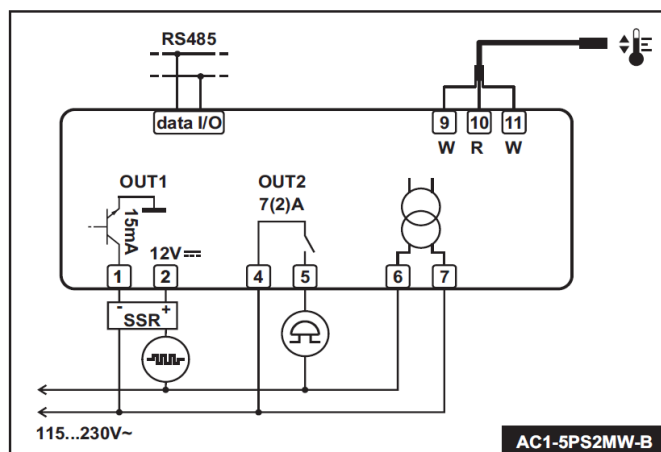 RS485
data I/O
9 10 11
W R W
OUT1
OUT2
7(2)A
15mA
12V
1 2 4 5 6 7
- +
SSR
115...230V~
AC1-5PS2MW-B